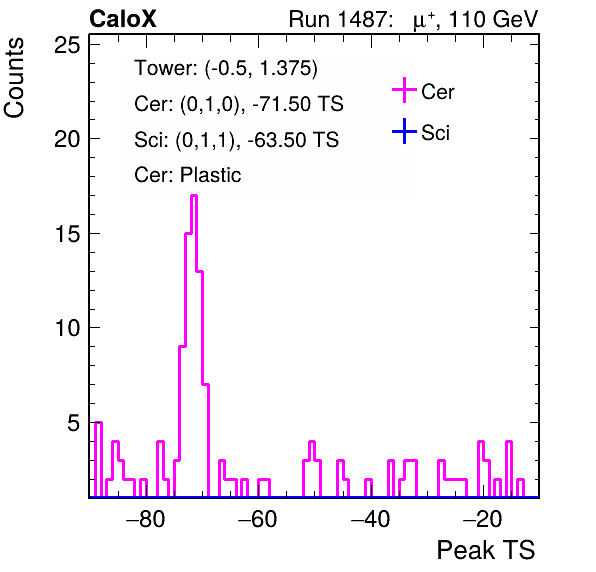 CaloX Run 1487: μ⁺, 110 GeV
Counts
25
20
15
10
5
Tower: (-0.5, 1.375)
Cer: (0,1,0), -71.50 TS
Sci: (0,1,1), -63.50 TS
Cer: Plastic
Cer
Sci
−80 −60 −40 −20
Peak TS